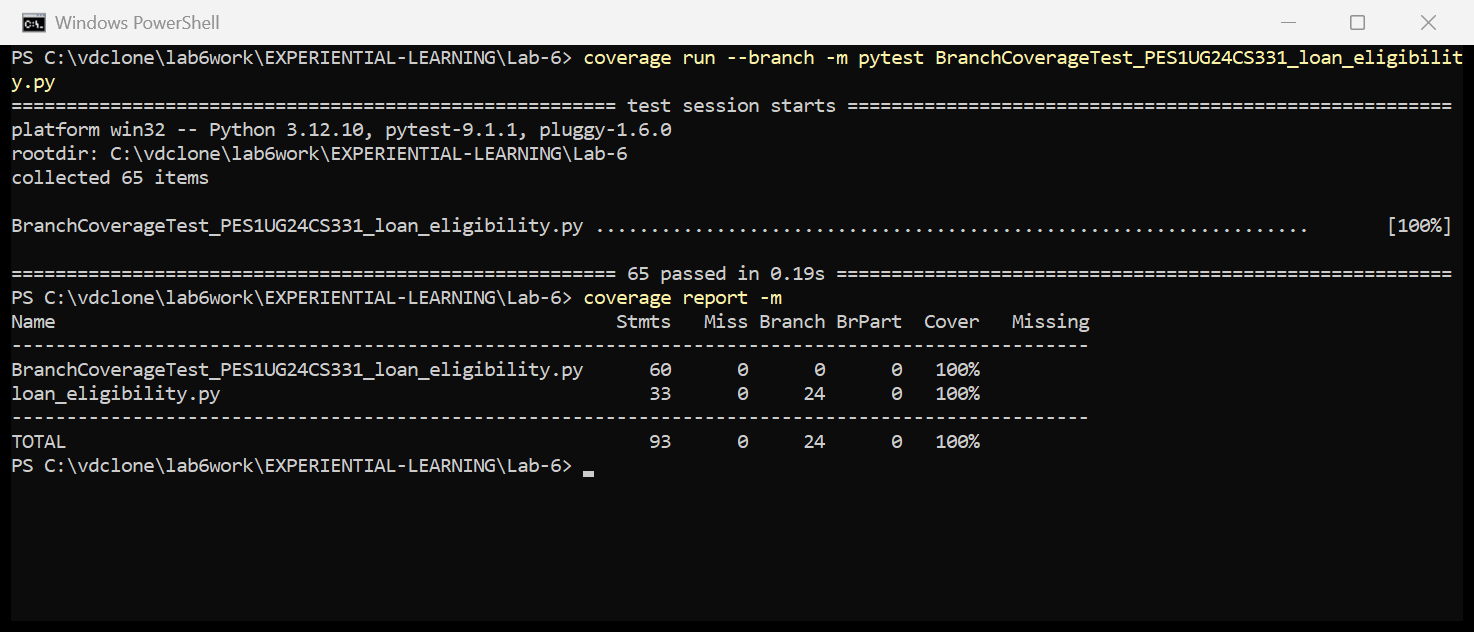 Windows PowerShell
PS C:\vdclone\lab6work\EXPERIENTIAL-LEARNING\Lab-6> coverage run --branch -m pytest BranchCoverageTest_PES1UG24CS331_loan_eligibilit
y.py
======================================================= test session starts =======================================================
platform win32 -- Python 3.12.10, pytest-9.1.1, pluggy-1.6.0
rootdir: C:\vdclone\lab6work\EXPERIENTIAL-LEARNING\Lab-6
collected 65 items
BranchCoverageTest_PES1UG24CS331_loan_eligibility.py ................................................................. [100%]
======================================================= 65 passed in 0.19s ========================================================
PS C:\vdclone\lab6work\EXPERIENTIAL-LEARNING\Lab-6> coverage report -m
Name                                                   Stmts   Miss Branch BrPart  Cover   Missing
--------------------------------------------------------------------------------------------------
BranchCoverageTest_PES1UG24CS331_loan_eligibility.py      60      0      0      0   100%
loan_eligibility.py                                       33      0     24      0   100%
--------------------------------------------------------------------------------------------------
TOTAL                                                     93      0     24      0   100%
PS C:\vdclone\lab6work\EXPERIENTIAL-LEARNING\Lab-6>